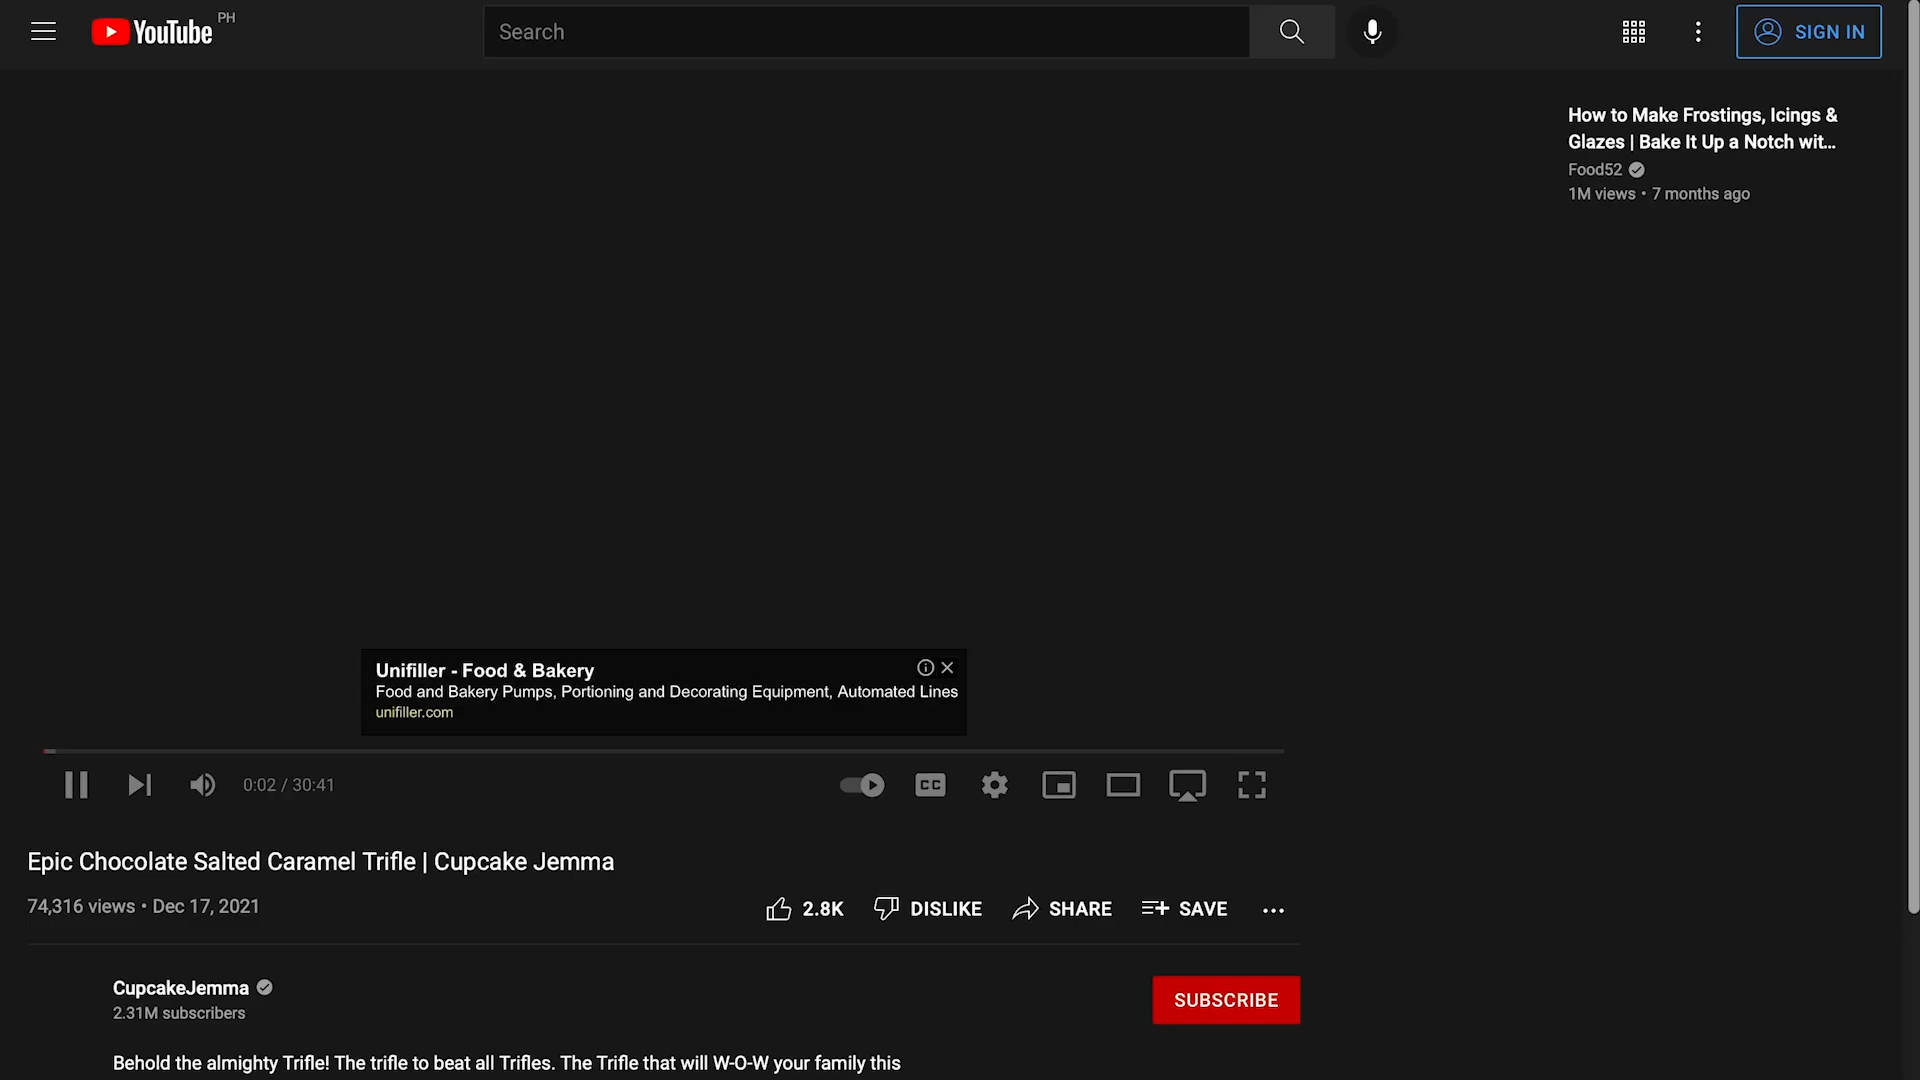 YouTube PH
Search
SIGN IN
How to Make Frostings, Icings &
Glazes | Bake It Up a Notch wit...
Food52
1M views • 7 months ago
Unifiller - Food & Bakery
Food and Bakery Pumps, Portioning and Decorating Equipment, Automated Lines
unifiller.com
0:02 / 30:41
CC
Epic Chocolate Salted Caramel Trifle | Cupcake Jemma
74,316 views • Dec 17, 2021
2.8K DISLIKE SHARE SAVE
CupcakeJemma
2.31M subscribers
SUBSCRIBE
Behold the almighty Trifle! The trifle to beat all Trifles. The Trifle that will W-O-W your family this